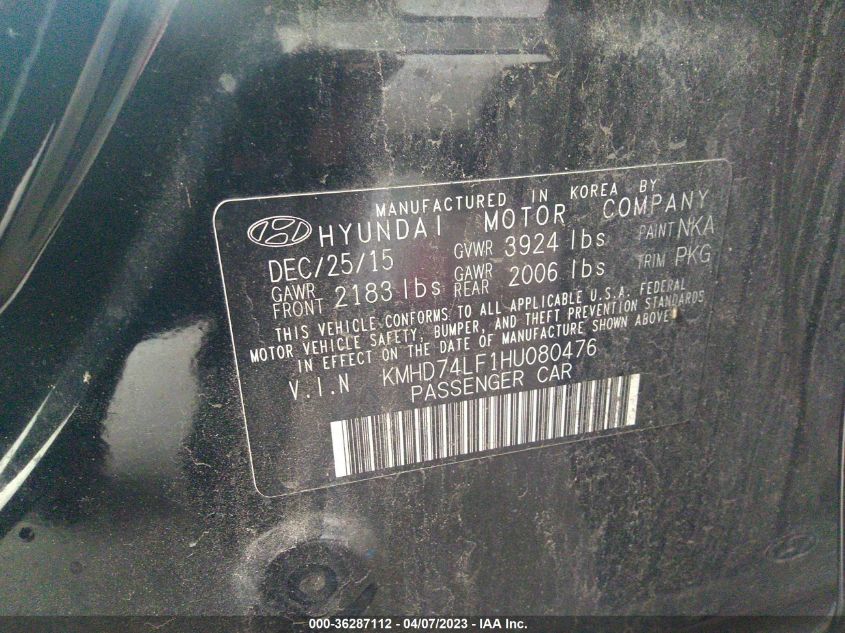 MANUFACTURED IN KOREA BY
HYUNDAI MOTOR COMPANY
DEC/25/15 GVWR 3924 lbs PAINT NKA
GAWR FRONT 2183 lbs GAWR REAR 2006 lbs TRIM PKG
THIS VEHICLE CONFORMS TO ALL APPLICABLE U.S.A. FEDERAL
MOTOR VEHICLE SAFETY, BUMPER, AND THEFT PREVENTION STANDARDS
IN EFFECT ON THE DATE OF MANUFACTURE SHOWN ABOVE
V.I.N KMHD74LF1HU080476
PASSENGER CAR
000-36287112 - 04/07/2023 - IAA Inc.